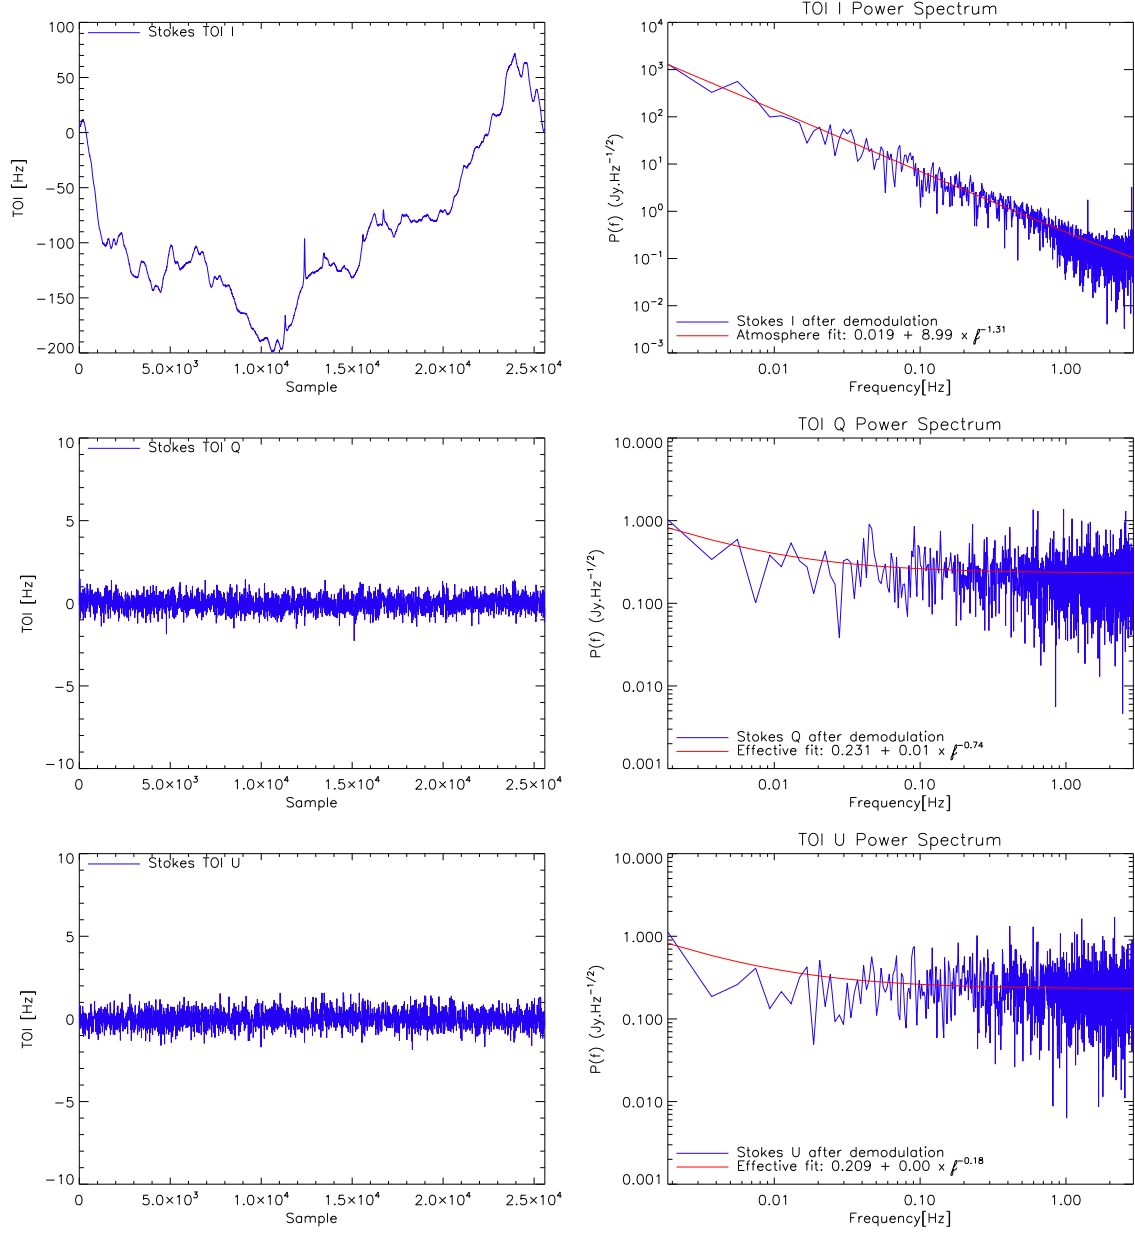 Stokes TOI I
TOI [Hz]
100
50
0
−50
−100
−150
−200
0
5.0×10³
1.0×10⁴
1.5×10⁴
2.0×10⁴
2.5×10⁴
Sample
TOI I Power Spectrum
P(f) (Jy.Hz⁻¹ᐟ²)
10⁴
10³
10²
10¹
10⁰
10⁻¹
10⁻²
10⁻³
Stokes I after demodulation
Atmosphere fit: 0.019 + 8.99 x f⁻¹·³¹
0.01
0.10
1.00
Frequency[Hz]
Stokes TOI Q
TOI [Hz]
10
5
0
−5
−10
0
5.0×10³
1.0×10⁴
1.5×10⁴
2.0×10⁴
2.5×10⁴
Sample
TOI Q Power Spectrum
P(f) (Jy.Hz⁻¹ᐟ²)
10.000
1.000
0.100
0.010
0.001
Stokes Q after demodulation
Effective fit: 0.231 + 0.01 x f⁻⁰·⁷⁴
0.01
0.10
1.00
Frequency[Hz]
Stokes TOI U
TOI [Hz]
10
5
0
−5
−10
0
5.0×10³
1.0×10⁴
1.5×10⁴
2.0×10⁴
2.5×10⁴
Sample
TOI U Power Spectrum
P(f) (Jy.Hz⁻¹ᐟ²)
10.000
1.000
0.100
0.010
0.001
Stokes U after demodulation
Effective fit: 0.209 + 0.00 x f⁻⁰·¹⁸
0.01
0.10
1.00
Frequency[Hz]